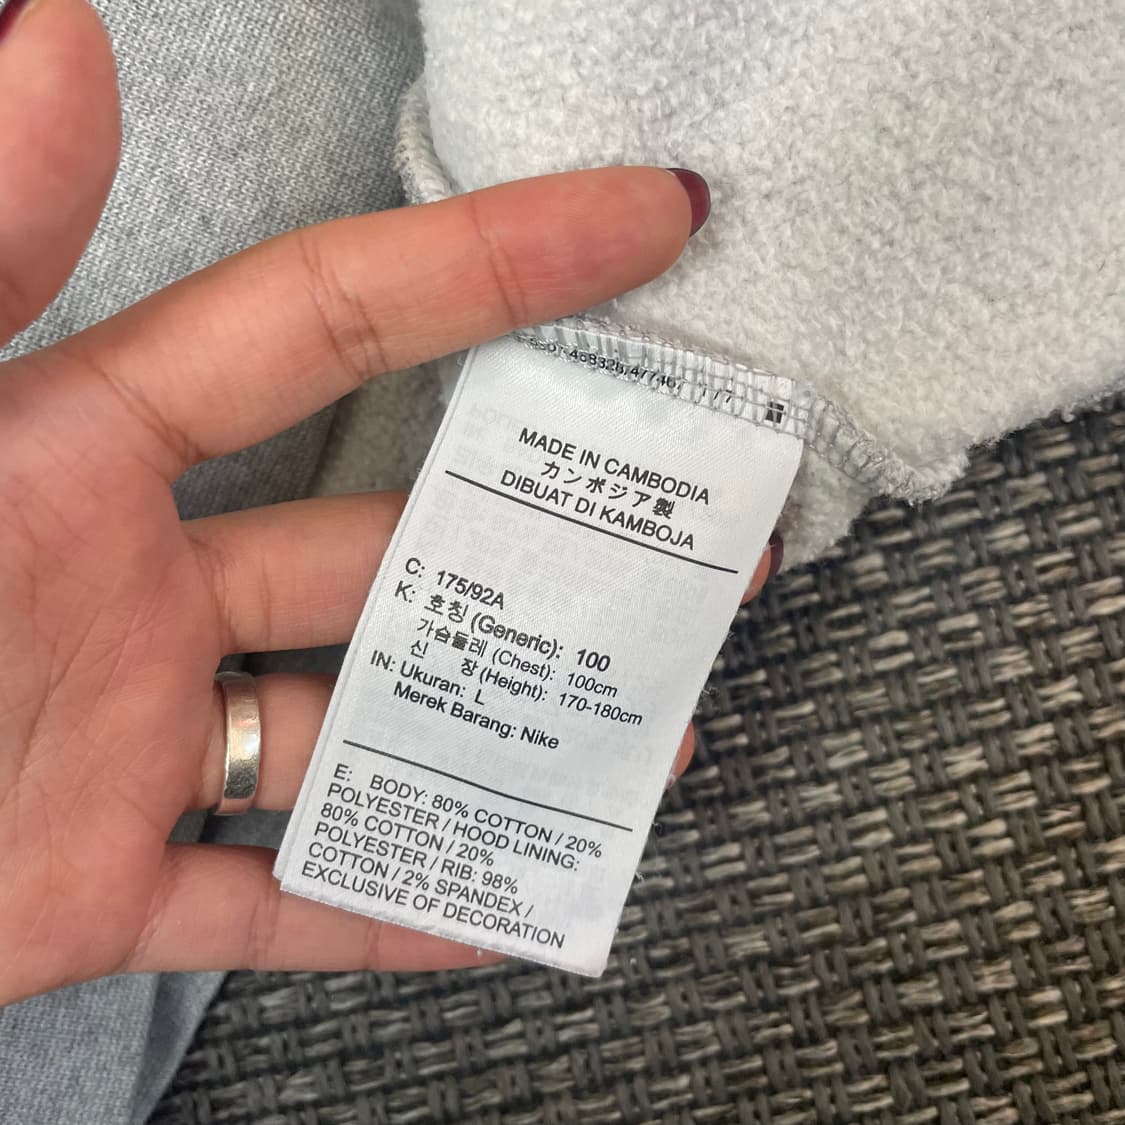 MADE IN CAMBODIA
カンボジア製
DIBUAT DI KAMBOJA
C: 175/92A
K: 호칭 (Generic): 100
가슴둘레 (Chest): 100cm
신 장 (Height): 170-180cm
IN: Ukuran: L
Merek Barang: Nike
E: BODY: 80% COTTON / 20%
POLYESTER / HOOD LINING:
80% COTTON / 20%
POLYESTER / RIB: 98%
COTTON / 2% SPANDEX /
EXCLUSIVE OF DECORATION